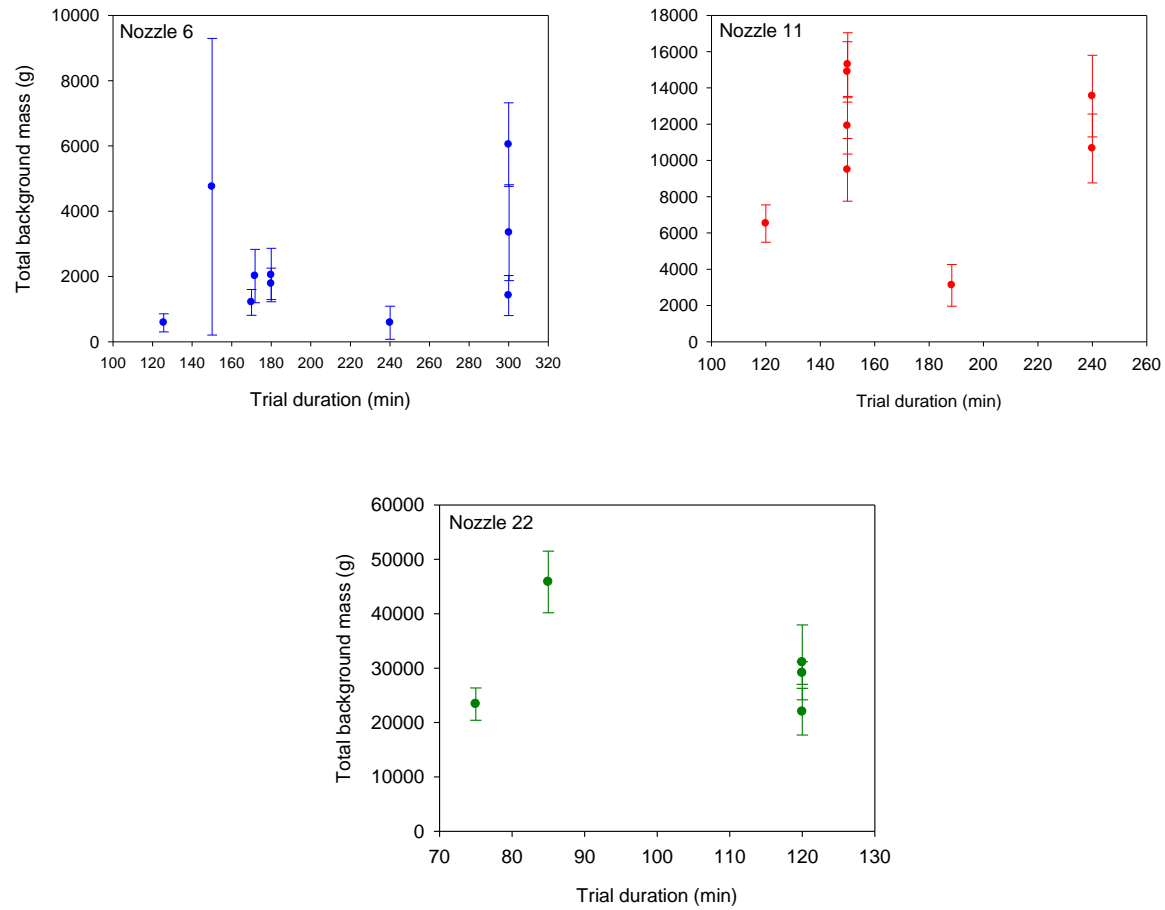 Nozzle 6
Total background mass (g)
10000
8000
6000
4000
2000
0
100 120 140 160 180 200 220 240 260 280 300 320
Trial duration (min)
Nozzle 11
18000
16000
14000
12000
10000
8000
6000
4000
2000
0
100 120 140 160 180 200 220 240 260
Trial duration (min)
Nozzle 22
Total background mass (g)
60000
50000
40000
30000
20000
10000
0
70 80 90 100 110 120 130
Trial duration (min)